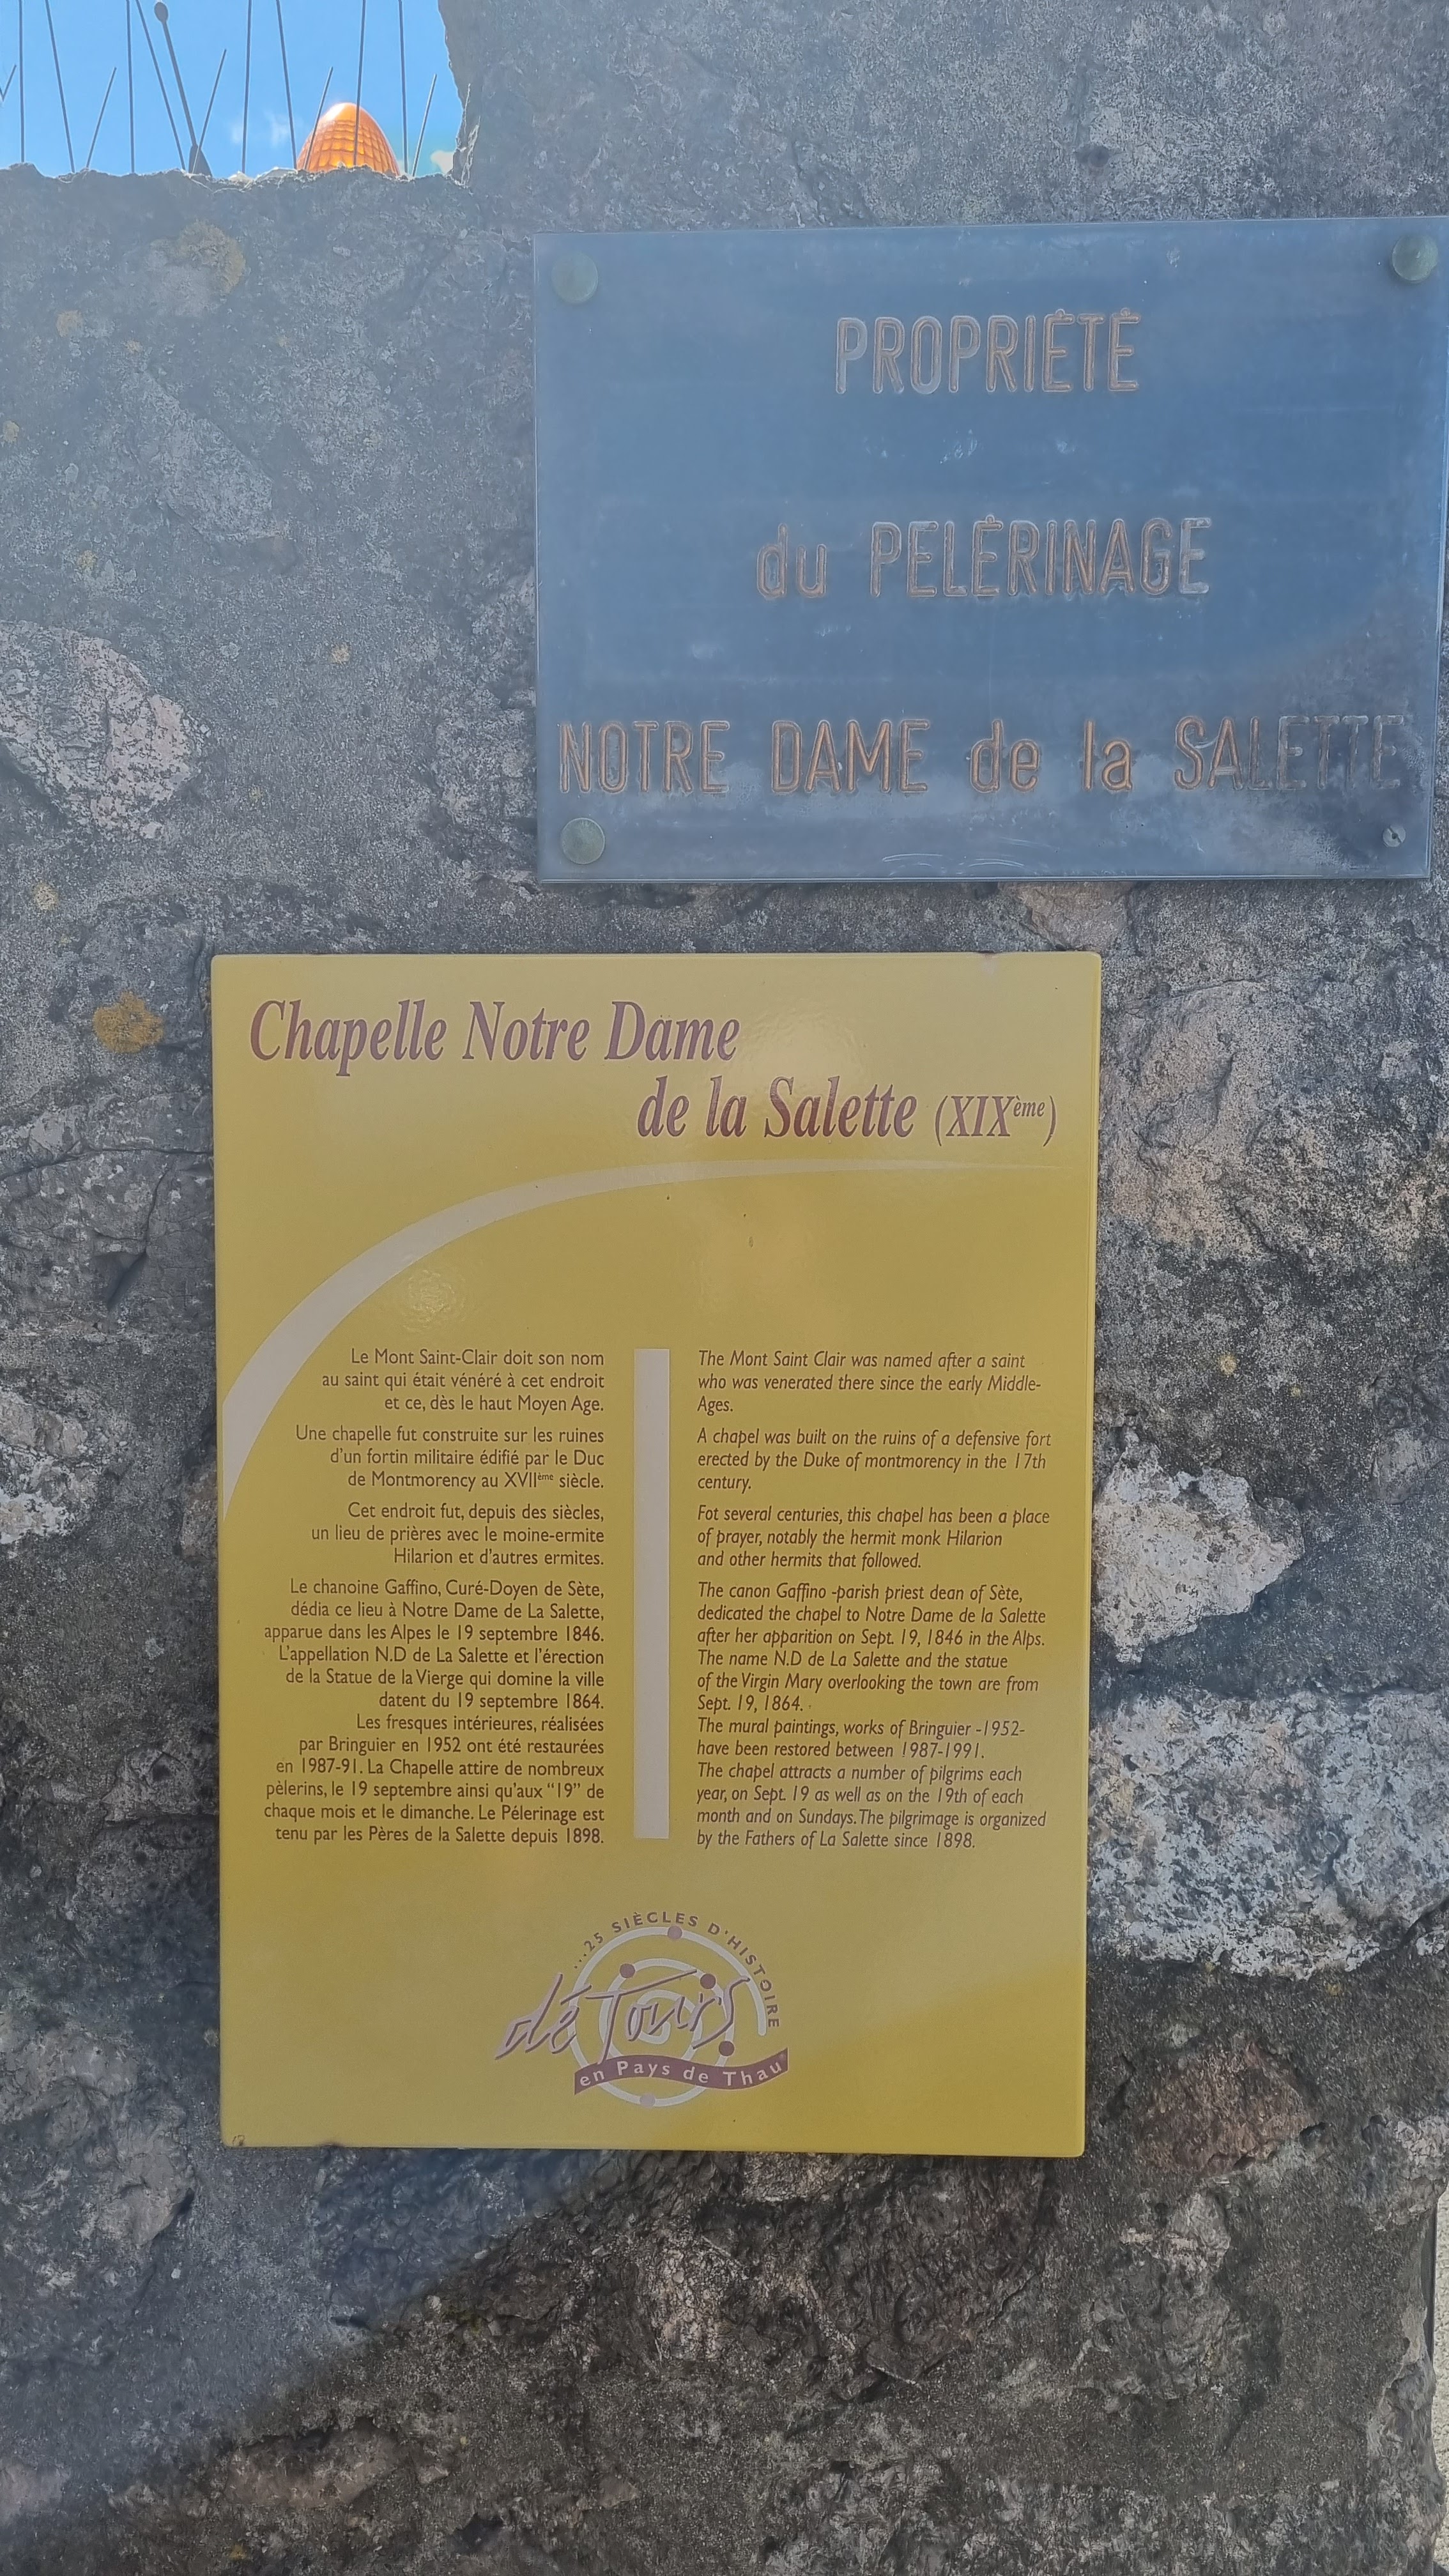 PROPRIÉTÉ
du PELÉRINAGE
NOTRE DAME de la SALETTE
Chapelle Notre Dame
de la Salette (XIXème)
Le Mont Saint-Clair doit son nom
au saint qui était vénéré à cet endroit
et ce, dès le haut Moyen Age.
Une chapelle fut construite sur les ruines
d'un fortin militaire édifié par le Duc
de Montmorency au XVIIème siècle.
Cet endroit fut, depuis des siècles,
un lieu de prières avec le moine-ermite
Hilarion et d'autres ermites.
Le chanoine Gaffino, Curé-Doyen de Sète,
dédia ce lieu à Notre Dame de La Salette,
apparue dans les Alpes le 19 septembre 1846.
L'appellation N.D de La Salette et l'érection
de la Statue de la Vierge qui domine la ville
datent du 19 septembre 1864.
Les fresques intérieures, réalisées
par Bringuier en 1952 ont été restaurées
en 1987-91. La Chapelle attire de nombreux
pèlerins, le 19 septembre ainsi qu'aux "19" de
chaque mois et le dimanche. Le Pélerinage est
tenu par les Pères de la Salette depuis 1898.
The Mont Saint Clair was named after a saint
who was venerated there since the early Middle-
Ages.
A chapel was built on the ruins of a defensive fort
erected by the Duke of montmorency in the 17th
century.
Fot several centuries, this chapel has been a place
of prayer, notably the hermit monk Hilarion
and other hermits that followed.
The canon Gaffino -parish priest dean of Sète,
dedicated the chapel to Notre Dame de la Salette
after her apparition on Sept. 19, 1846 in the Alps.
The name N.D de La Salette and the statue
of the Virgin Mary overlooking the town are from
Sept. 19, 1864.
The mural paintings, works of Bringuier -1952-
have been restored between 1987-1991.
The chapel attracts a number of pilgrims each
year, on Sept. 19 as well as on the 19th of each
month and on Sundays. The pilgrimage is organized
by the Fathers of La Salette since 1898.
...25 SIÈCLES D'HISTOIRE
dé Tours
en Pays de Thau